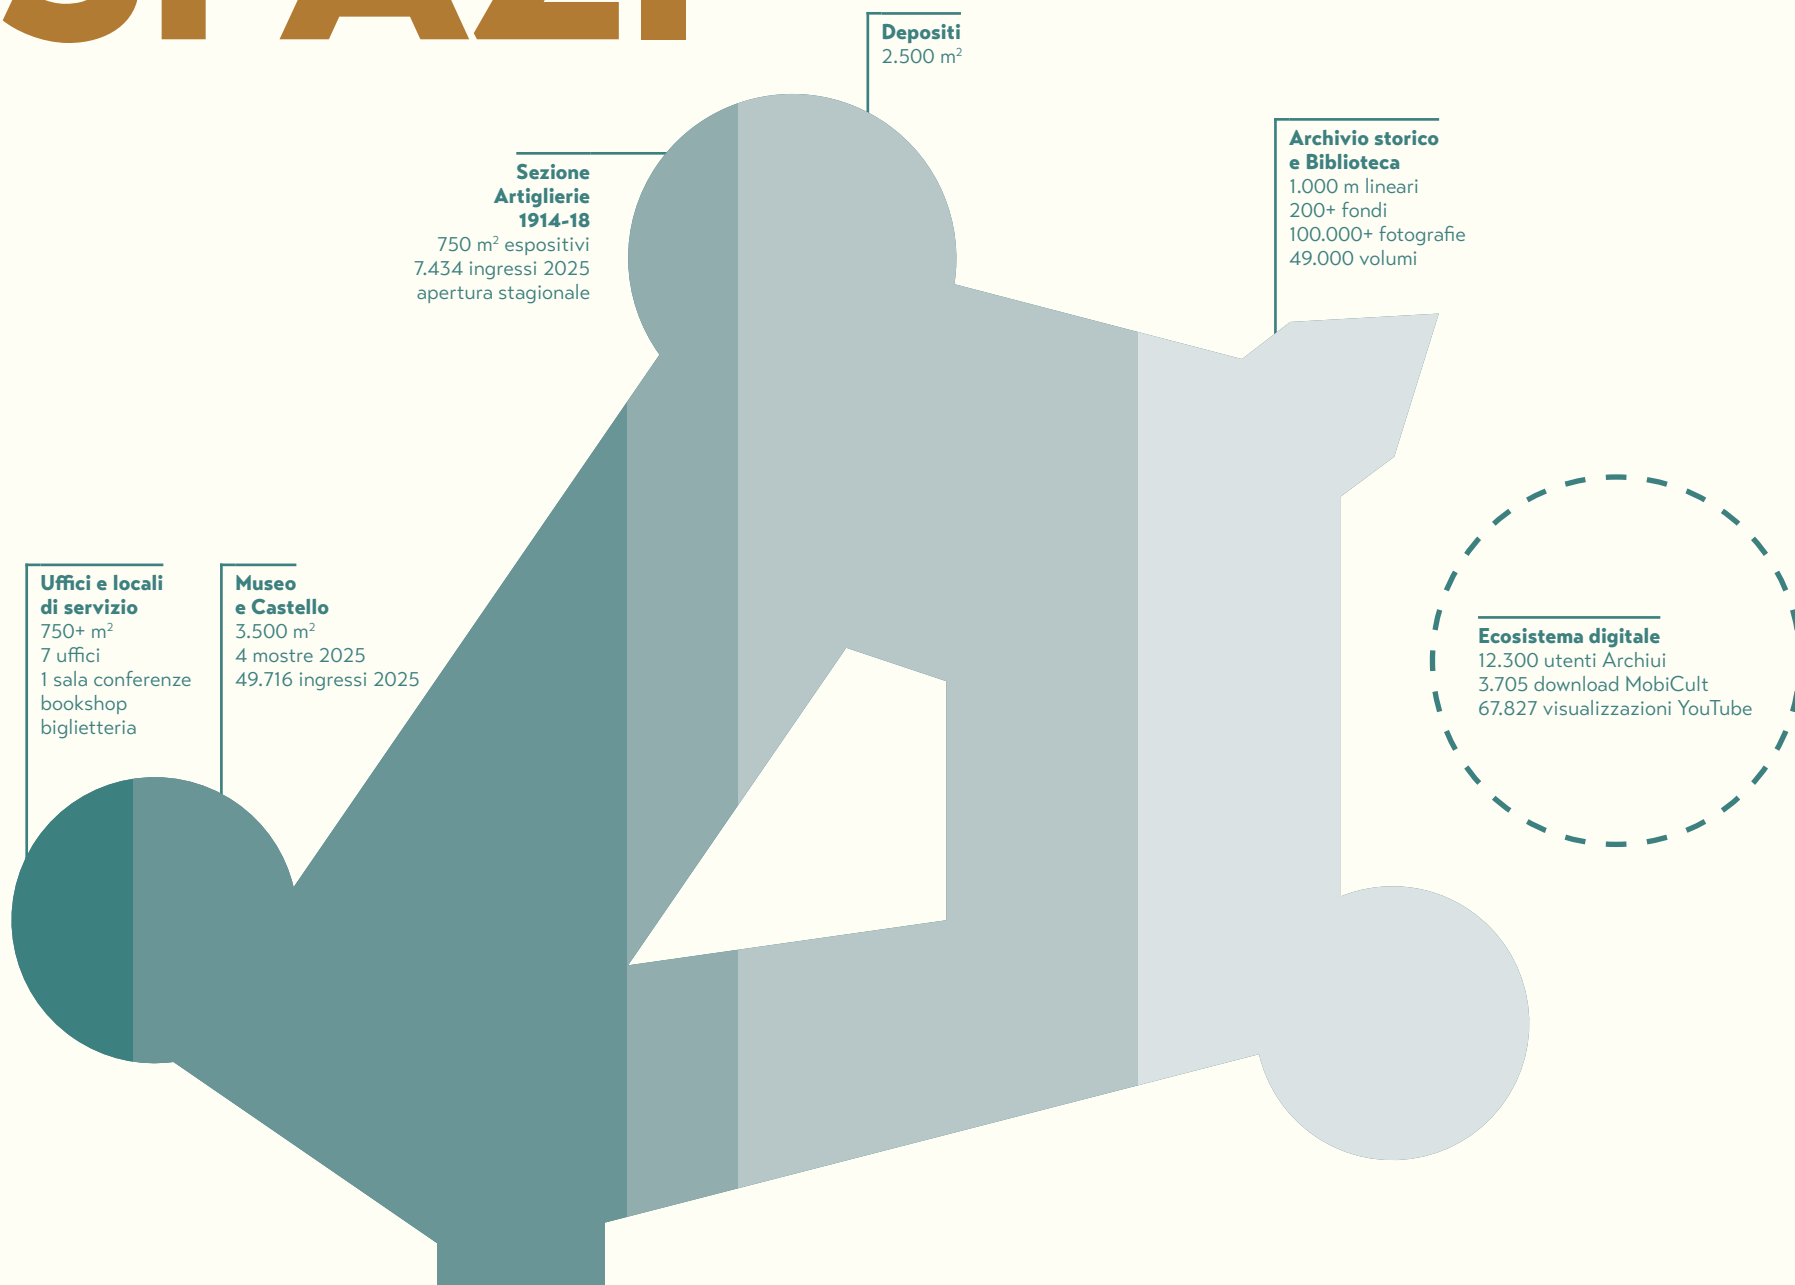 SPAZI
Depositi
2.500 m²
Archivio storico
e Biblioteca
1.000 m lineari
200+ fondi
100.000+ fotografie
49.000 volumi
Sezione
Artiglierie
1914-18
750 m² espositivi
7.434 ingressi 2025
apertura stagionale
Uffici e locali
di servizio
750+ m²
7 uffici
1 sala conferenze
bookshop
biglietteria
Museo
e Castello
3.500 m²
4 mostre 2025
49.716 ingressi 2025
Ecosistema digitale
12.300 utenti Archiui
3.705 download MobiCult
67.827 visualizzazioni YouTube